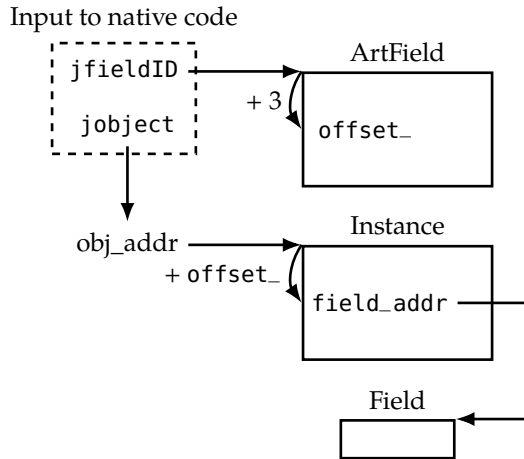 Input to native code
ArtField
jfieldID
+ 3
jobject
offset_
Instance
obj_addr
+ offset_
field_addr
Field